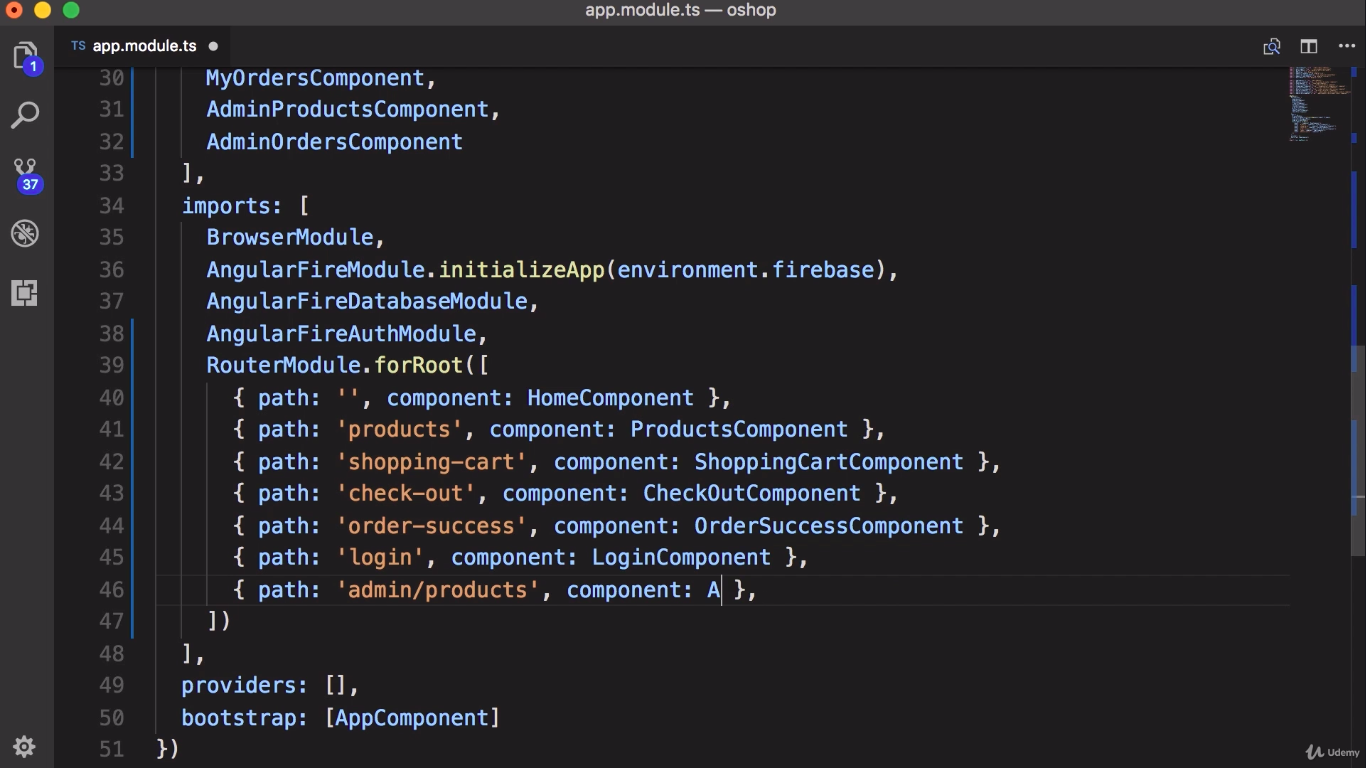 app.module.ts — oshop
TS app.module.ts
1
37
30 MyOrdersComponent,
31 AdminProductsComponent,
32 AdminOrdersComponent
33 ],
34 imports: [
35 BrowserModule,
36 AngularFireModule.initializeApp(environment.firebase),
37 AngularFireDatabaseModule,
38 AngularFireAuthModule,
39 RouterModule.forRoot([
40 { path: '', component: HomeComponent },
41 { path: 'products', component: ProductsComponent },
42 { path: 'shopping-cart', component: ShoppingCartComponent },
43 { path: 'check-out', component: CheckOutComponent },
44 { path: 'order-success', component: OrderSuccessComponent },
45 { path: 'login', component: LoginComponent },
46 { path: 'admin/products', component: A },
47 ])
48 ],
49 providers: [],
50 bootstrap: [AppComponent]
51 })
Udemy